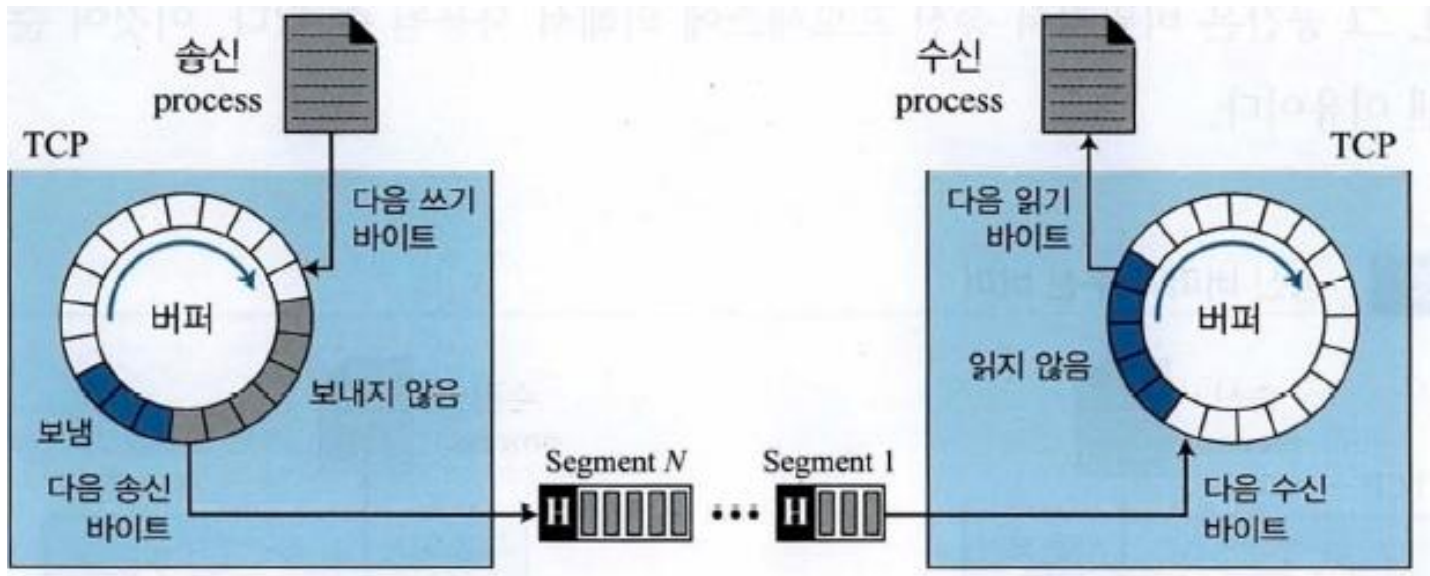 송신
process
수신
process
TCP
TCP
다음 쓰기
바이트
다음 읽기
바이트
버퍼
버퍼
보내지 않음
읽지 않음
보냄
다음 송신
바이트
Segment N
Segment 1
H
...
H
다음 수신
바이트